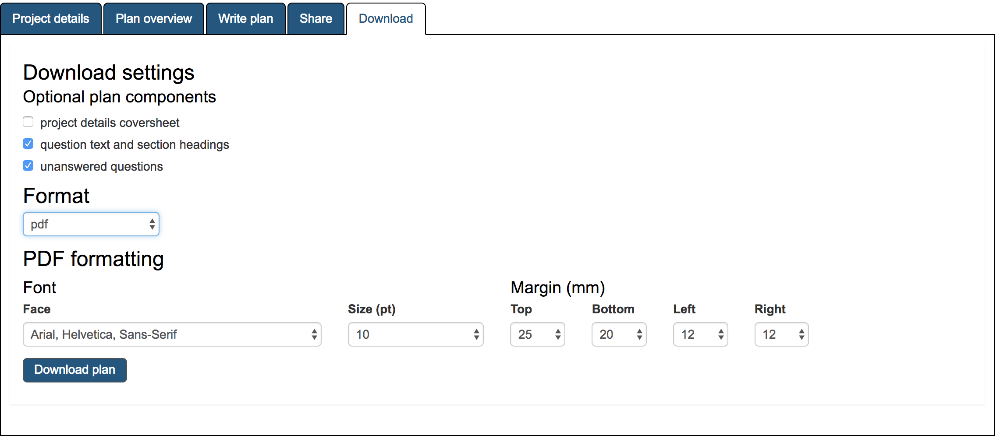 Project details Plan overview Write plan Share Download
Download settings
Optional plan components
project details coversheet
question text and section headings
unanswered questions
Format
pdf
PDF formatting
Font Margin (mm)
Face Size (pt) Top Bottom Left Right
Arial, Helvetica, Sans-Serif 10 25 20 12 12
Download plan